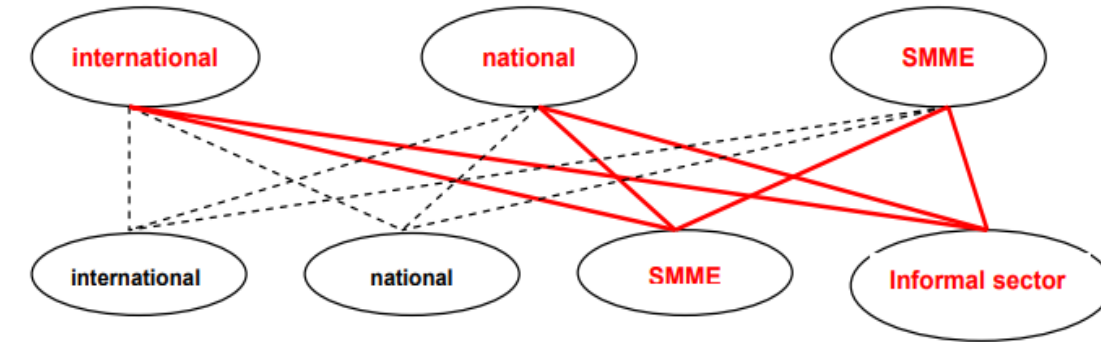 international
national
SMME
international
national
SMME
Informal sector